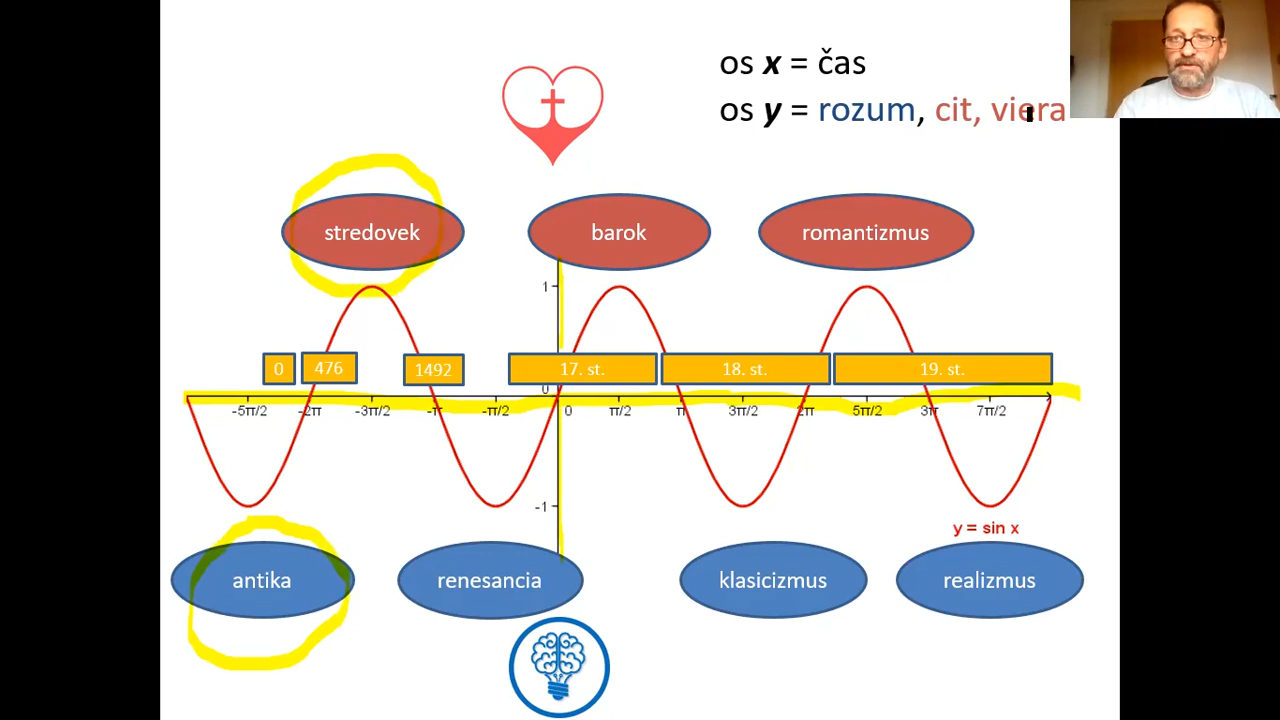 os x = čas
os y = rozum, cit, viera
stredovek
barok
romantizmus
1
0
476
1492
17. st.
18. st.
19. st.
0
-5π/2
-2π
-3π/2
-π
-π/2
0
π/2
π
3π/2
2π
5π/2
3π
7π/2
-1
y = sin x
antika
renesancia
klasicizmus
realizmus